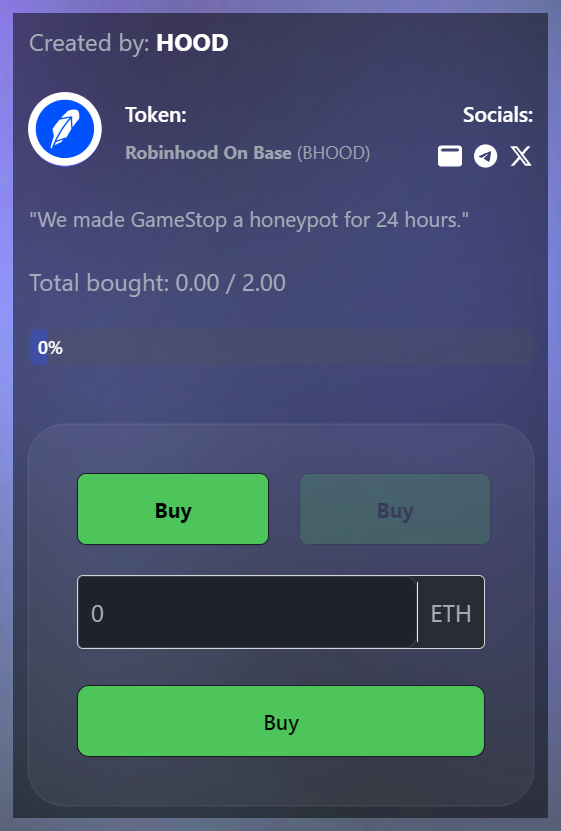 Created by: HOOD
Token:
Socials:
Robinhood On Base (BHOOD)
"We made GameStop a honeypot for 24 hours."
Total bought: 0.00 / 2.00
0%
Buy
Buy
0
ETH
Buy